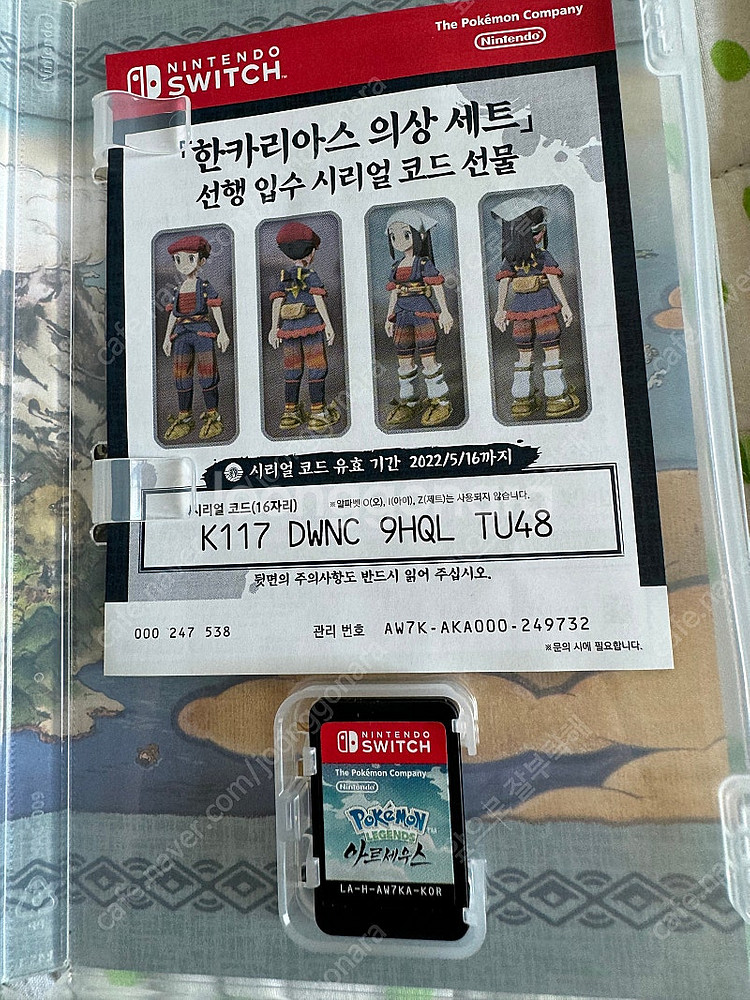 The Pokémon Company
Nintendo
NINTENDO
SWITCH™
「한카리아스 의상 세트」
선행 입수 시리얼 코드 선물
시리얼 코드 유효 기간 2022/5/16까지
시리얼 코드(16자리) ※알파벳 O(오), I(아이), Z(제트)는 사용되지 않습니다.
K117 DWNC 9HQL TU48
뒷면의 주의사항도 반드시 읽어 주십시오.
000 247 538 관리 번호 AW7K-AKA000-249732
※문의 시에 필요합니다.
NINTENDO
SWITCH
The Pokémon Company
Nintendo
POKÉMON™
LEGENDS
아르세우스
LA-H-AW7KA-KOR